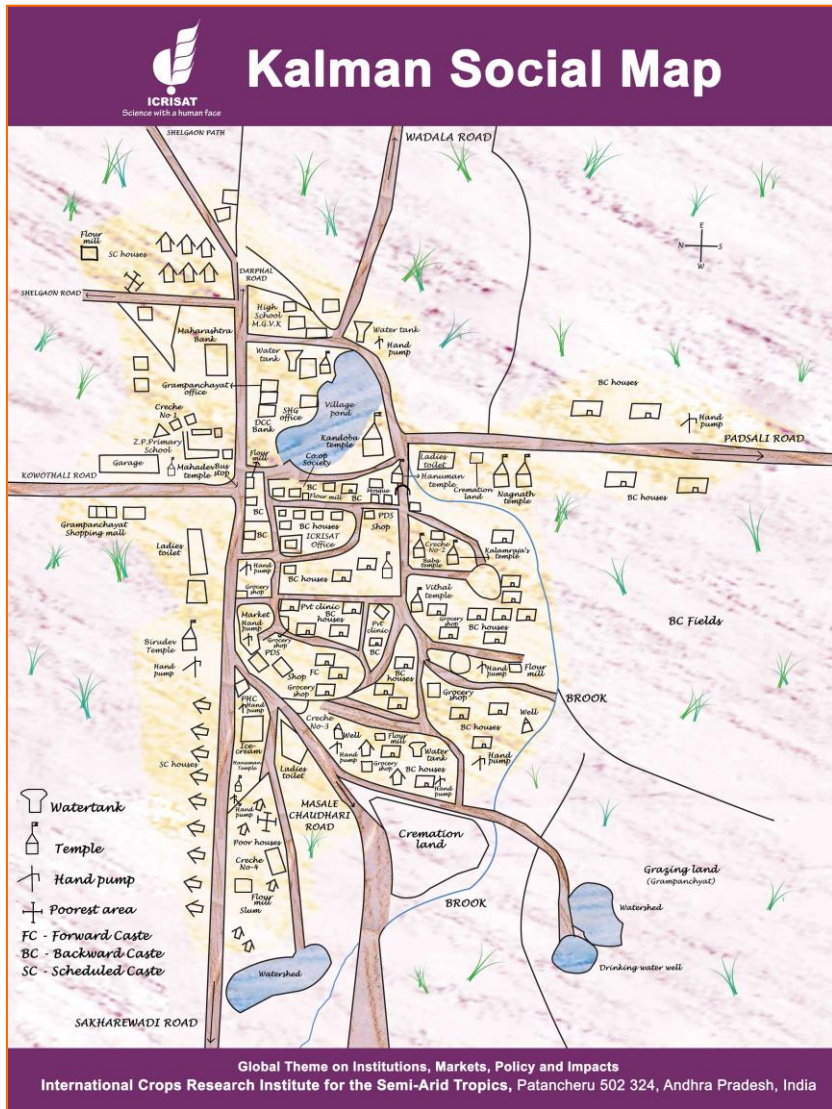 ICRISAT
Science with a human face
Kalman Social Map
SHELGAON PATH
WADALA ROAD
E
N
S
W
Flour
mill
SC houses
DARPHAL
ROAD
SHELGAON ROAD
High
School
M.G.V.K
Water tank
Hand
pump
Maharashtra
Bank
Water
tank
Grampanchayat
office
SHG
office
DCC
Bank
Village
pond
Kandoba
temple
BC houses
Hand
pump
PADSALI ROAD
BC houses
Creche
No 1
Z.P.Primary
School
Garage
Mahadev
temple
Bus
stop
Flour
mill
Co.op
Society
Ladies
toilet
Hanuman
temple
Cremation
land
Nagnath
temple
KOWOTHALI ROAD
BC
Flour mill
BC
Mosque
Grampanchayat
Shopping mall
BC
BC houses
ICRISAT
Office
PDS
Shop
Ladies
toilet
BC
Creche
No-2
Baba
temple
Kalamraja's
temple
Hand
pump
BC houses
Grocery
shop
Vithal
temple
Market
Hand
pump
Pvt clinic
BC
houses
Pvt
clinic
BC
Grocery
shop
BC houses
BC Fields
Birudev
Temple
Hand
pump
Grocery
shop
PDS
Shop
FC
Grocery
shop
BC
houses
Hand
pump
Flour
mill
Grocery
shop
BROOK
PHC
Hand
pump
Creche
No-3
Well
BC houses
Well
Ice-
cream
Hanuman
Temple
Ladies
toilet
Hand
pump
Flour
mill
Grocery
shop
Water
tank
BC houses
Hand
pump
Hand
pump
SC houses
Hand
pump
MASALE
CHAUDHARI
ROAD
Poor houses
Creche
No-4
Flour
mill
Slum
Cremation
land
Grazing land
(Grampanchyat)
BROOK
Watershed
Drinking water well
Watershed
Watertank
Temple
Hand pump
Poorest area
FC - Forward Caste
BC - Backward Caste
SC - Scheduled Caste
SAKHAREWADI ROAD
Global Theme on Institutions, Markets, Policy and Impacts
International Crops Research Institute for the Semi-Arid Tropics, Patancheru 502 324, Andhra Pradesh, India